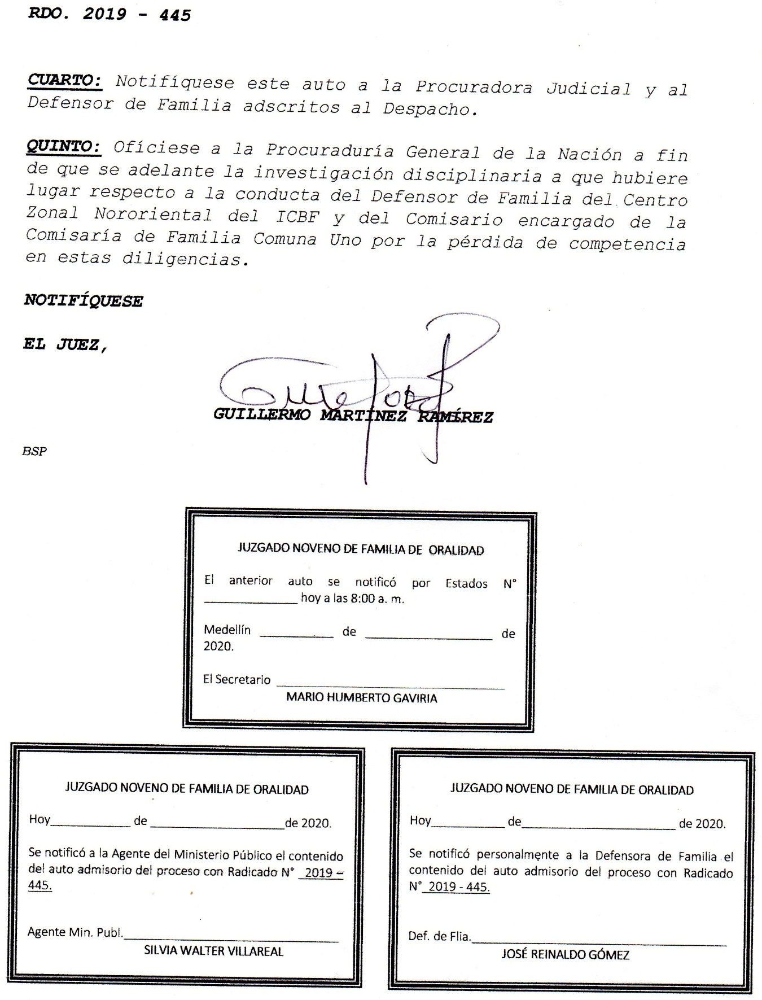 RDO. 2019 - 445
CUARTO: Notifíquese este auto a la Procuradora Judicial y al
Defensor de Familia adscritos al Despacho.
QUINTO: Ofíciese a la Procuraduría General de la Nación a fin
de que se adelante la investigación disciplinaria a que hubiere
lugar respecto a la conducta del Defensor de Familia del Centro
Zonal Nororiental del ICBF y del Comisario encargado de la
Comisaría de Familia Comuna Uno por la pérdida de competencia
en estas diligencias.
NOTIFÍQUESE
EL JUEZ,
GUILLERMO MARTÍNEZ RAMÍREZ
BSP
JUZGADO NOVENO DE FAMILIA DE ORALIDAD
El anterior auto se notificó por Estados N°
____________ hoy a las 8:00 a. m.
Medellín __________ de _________________ de
2020.
El Secretario ______________________________
MARIO HUMBERTO GAVIRIA
JUZGADO NOVENO DE FAMILIA DE ORALIDAD
Hoy___________ de __________________de 2020.
Se notificó a la Agente del Ministerio Público el contenido
del auto admisorio del proceso con Radicado N° 2019 –
445.
Agente Min. Publ.____________________________
SILVIA WALTER VILLAREAL
JUZGADO NOVENO DE FAMILIA DE ORALIDAD
Hoy__________ de____________________ de 2020.
Se notificó personalmente a la Defensora de Familia el
contenido del auto admisorio del proceso con Radicado
N° 2019 - 445.
Def. de Flia.__________________________________
JOSÉ REINALDO GÓMEZ